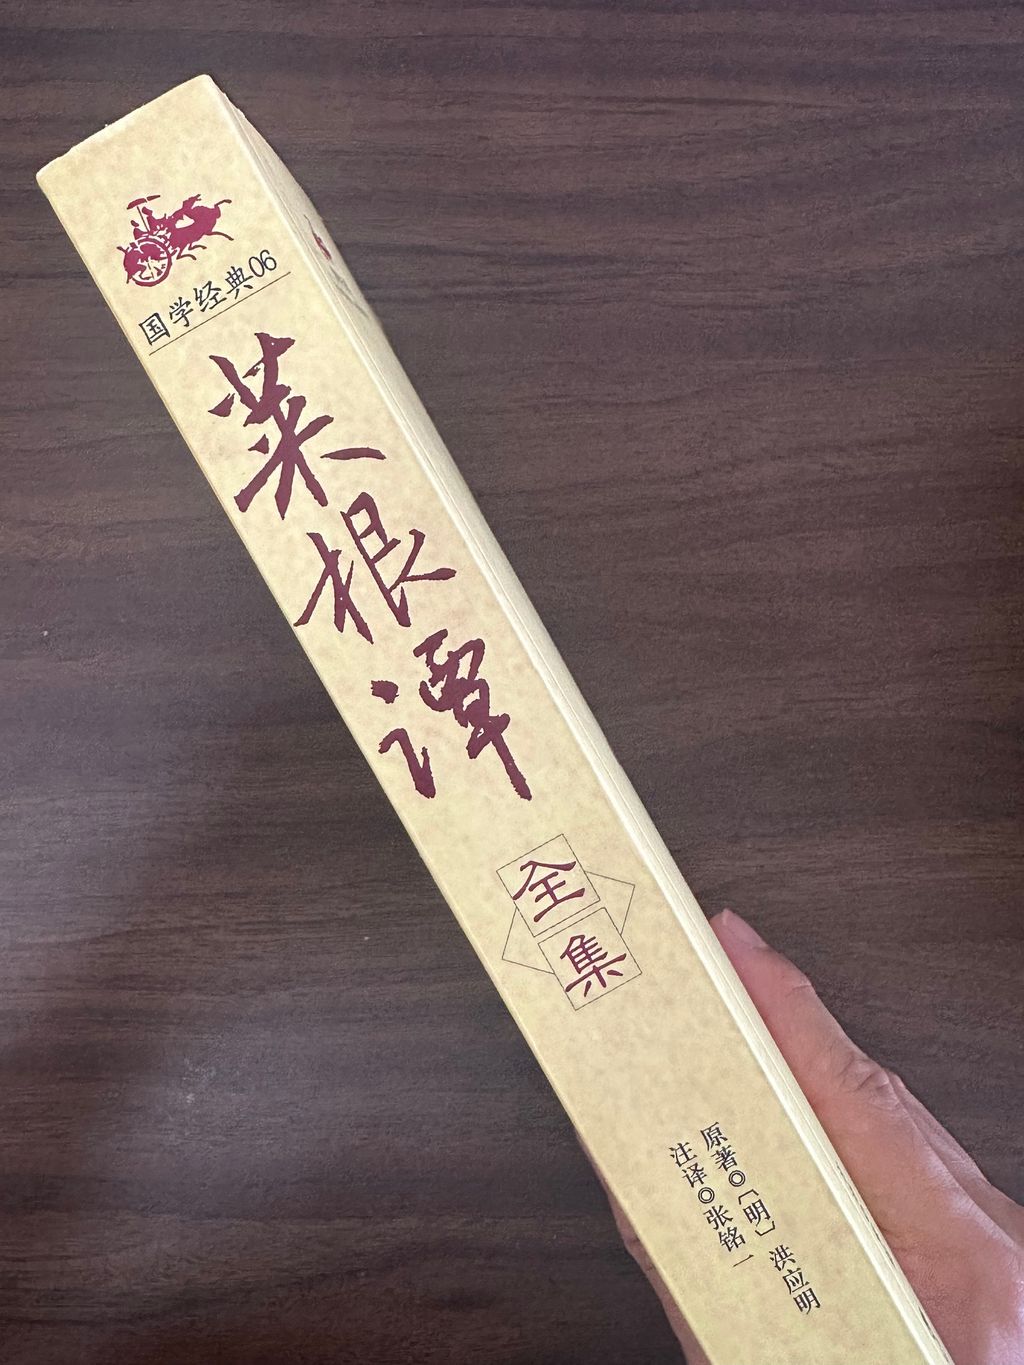 国学经典06
菜根谭
全集
原著◎〔明〕洪应明
注译◎张铭一